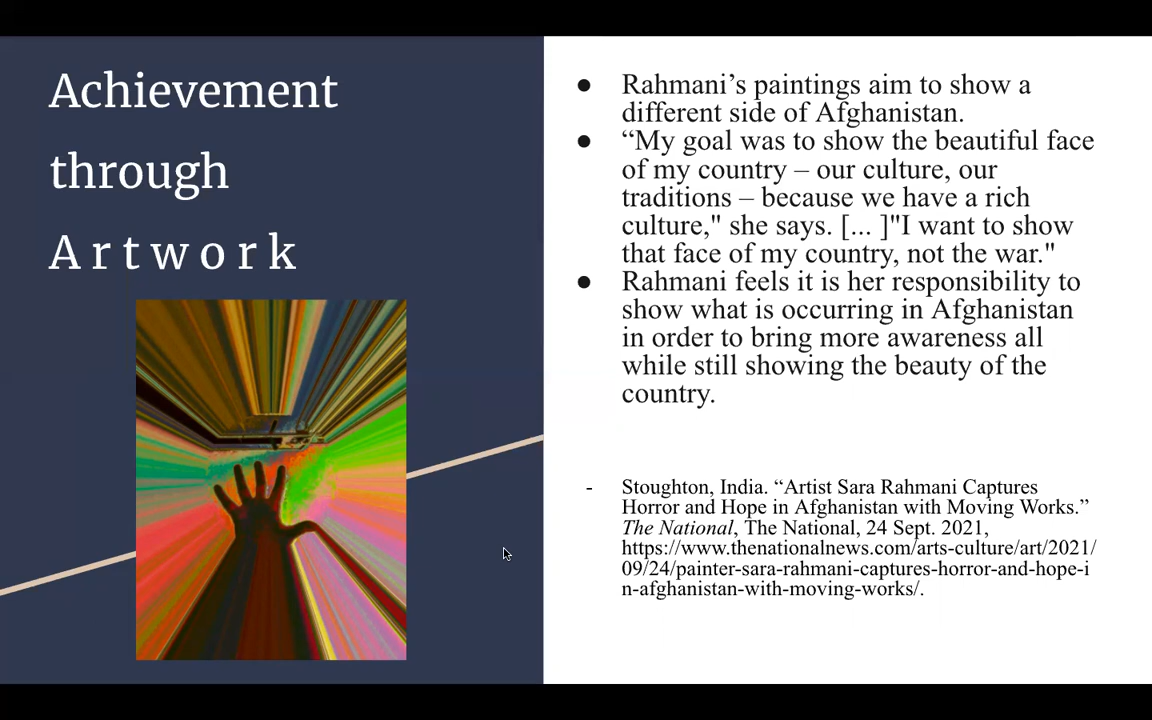 Achievement
through
Artwork
● Rahmani’s paintings aim to show a
different side of Afghanistan.
● “My goal was to show the beautiful face
of my country – our culture, our
traditions – because we have a rich
culture," she says. [... ]"I want to show
that face of my country, not the war."
● Rahmani feels it is her responsibility to
show what is occurring in Afghanistan
in order to bring more awareness all
while still showing the beauty of the
country.
- Stoughton, India. “Artist Sara Rahmani Captures
Horror and Hope in Afghanistan with Moving Works.”
The National, The National, 24 Sept. 2021,
https://www.thenationalnews.com/arts-culture/art/2021/
09/24/painter-sara-rahmani-captures-horror-and-hope-i
n-afghanistan-with-moving-works/.